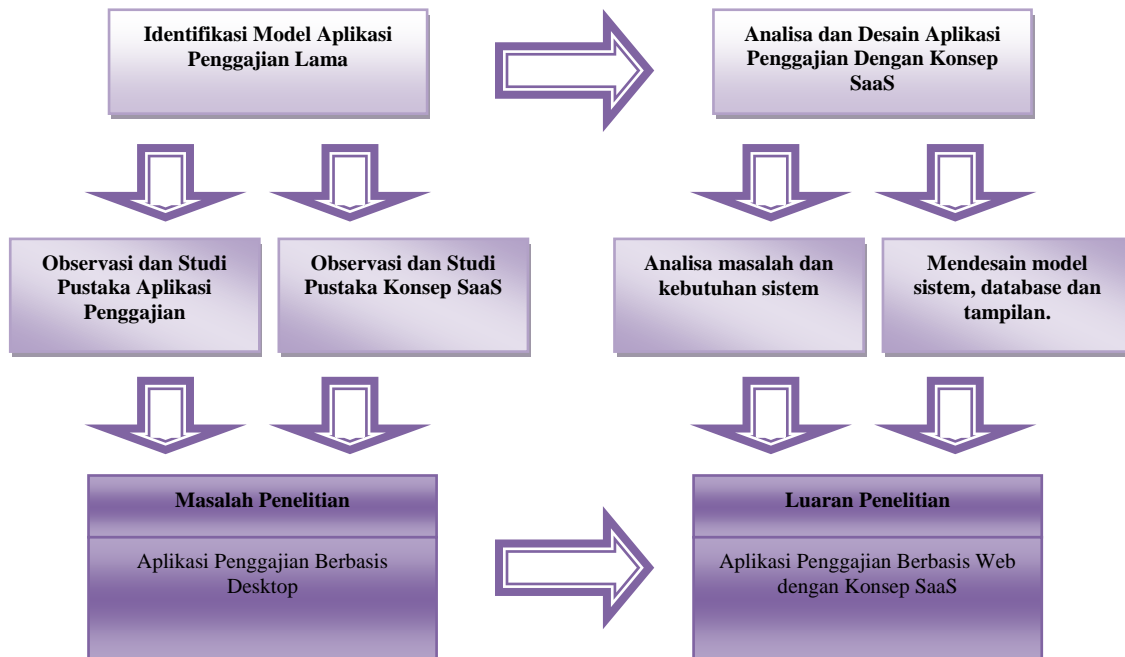 Identifikasi Model Aplikasi
Penggajian Lama
Analisa dan Desain Aplikasi
Penggajian Dengan Konsep
SaaS
Observasi dan Studi
Pustaka Aplikasi
Penggajian
Observasi dan Studi
Pustaka Konsep SaaS
Analisa masalah dan
kebutuhan sistem
Mendesain model
sistem, database dan
tampilan.
Masalah Penelitian
Aplikasi Penggajian Berbasis
Desktop
Luaran Penelitian
Aplikasi Penggajian Berbasis Web
dengan Konsep SaaS